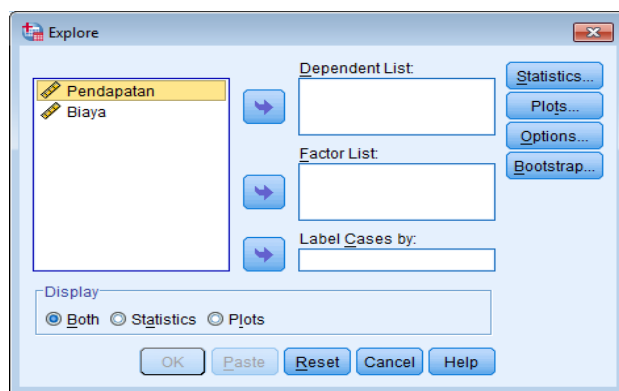 Explore
Pendapatan
Biaya
Dependent List:
Factor List:
Label Cases by:
Statistics...
Plots...
Options...
Bootstrap...
Display
Both Statistics Plots
OK Paste Reset Cancel Help